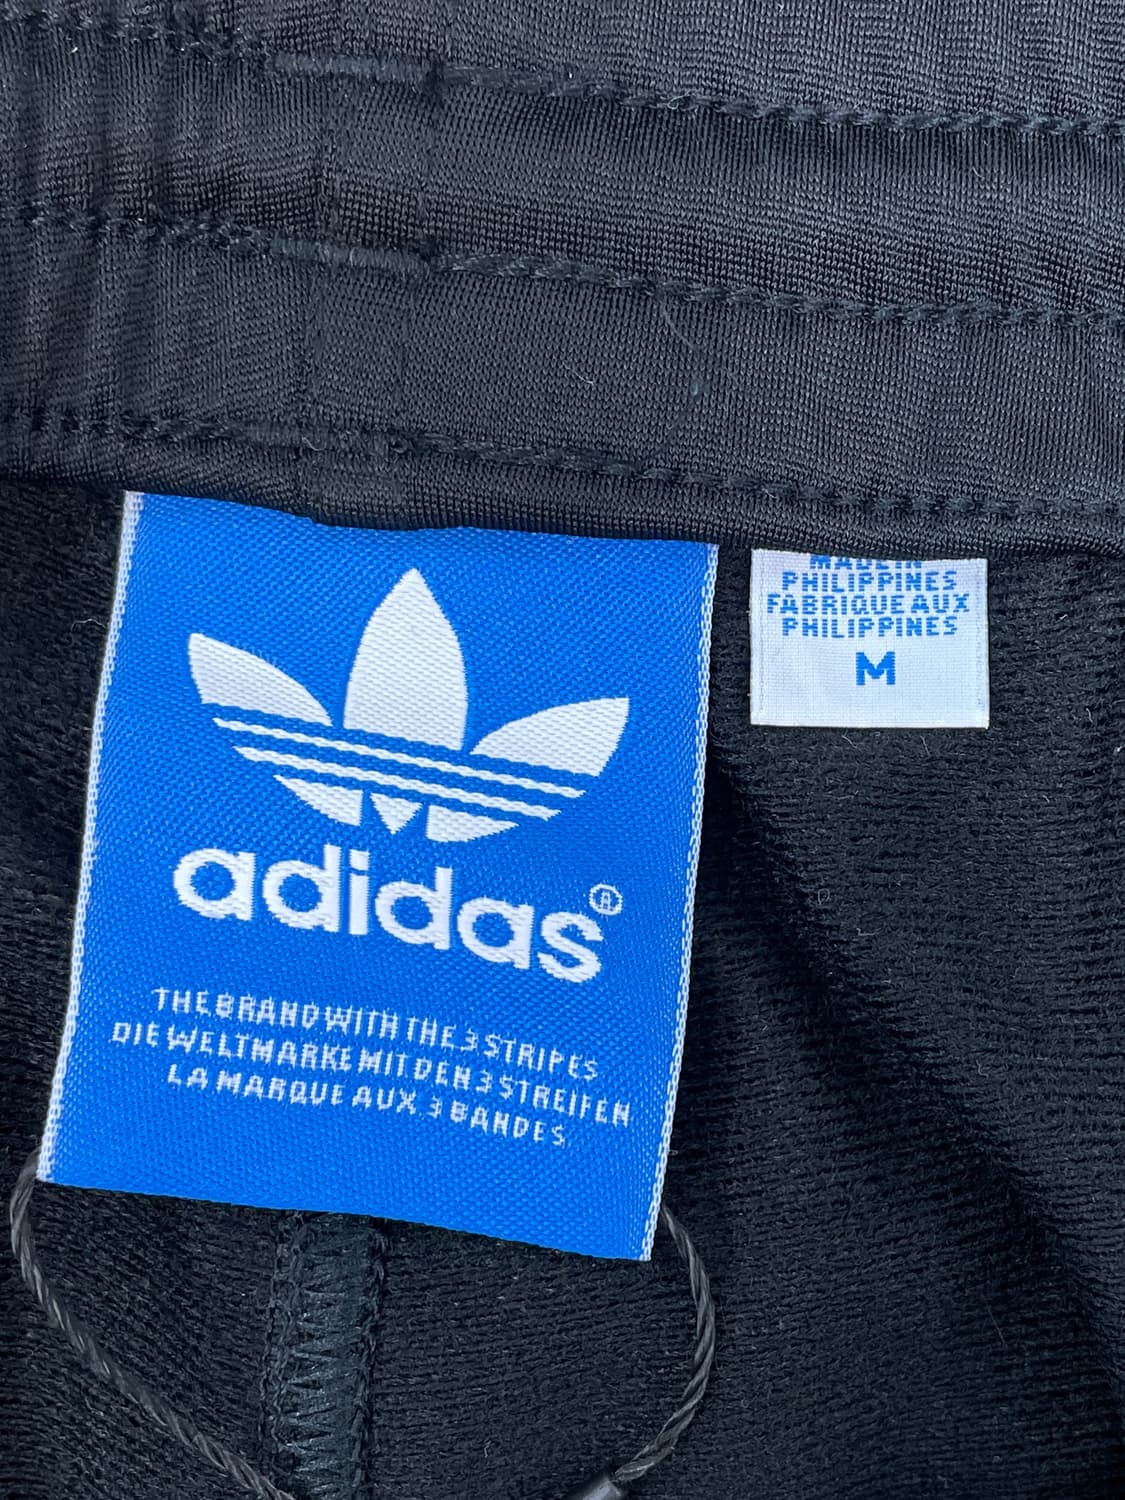 adidas®
THE BRAND WITH THE 3 STRIPES
DIE WELTMARKE MIT DEN 3 STREIFEN
LA MARQUE AUX 3 BANDES
MADE IN
PHILIPPINES
FABRIQUE AUX
PHILIPPINES
M